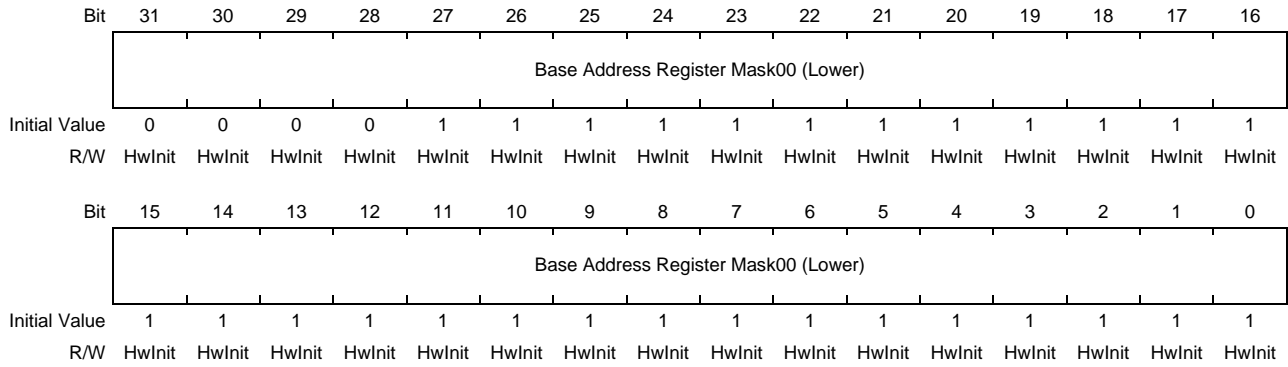 Bit 31 30 29 28 27 26 25 24 23 22 21 20 19 18 17 16
Base Address Register Mask00 (Lower)
Initial Value 0 0 0 0 1 1 1 1 1 1 1 1 1 1 1 1
R/W HwInit HwInit HwInit HwInit HwInit HwInit HwInit HwInit HwInit HwInit HwInit HwInit HwInit HwInit HwInit HwInit
Bit 15 14 13 12 11 10 9 8 7 6 5 4 3 2 1 0
Base Address Register Mask00 (Lower)
Initial Value 1 1 1 1 1 1 1 1 1 1 1 1 1 1 1 1
R/W HwInit HwInit HwInit HwInit HwInit HwInit HwInit HwInit HwInit HwInit HwInit HwInit HwInit HwInit HwInit HwInit